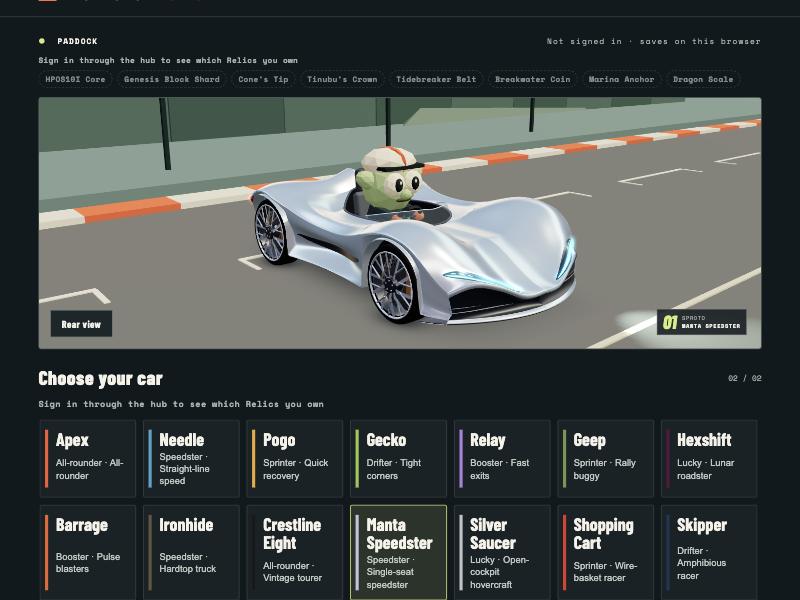 PADDOCK
Not signed in · saves on this browser
Sign in through the hub to see which Relics you own
HPOS10I Core
Genesis Block Shard
Cone's Tip
Tinubu's Crown
Tidebreaker Belt
Breakwater Coin
Marina Anchor
Dragon Scale
Rear view
01
SPROTO
MANTA SPEEDSTER
Choose your car
02 / 02
Sign in through the hub to see which Relics you own
Apex
All-rounder · All-
rounder
Needle
Speedster ·
Straight-line
speed
Pogo
Sprinter · Quick
recovery
Gecko
Drifter · Tight
corners
Relay
Booster · Fast
exits
Geep
Sprinter · Rally
buggy
Hexshift
Lucky · Lunar
roadster
Barrage
Booster · Pulse
blasters
Ironhide
Speedster ·
Hardtop truck
Crestline
Eight
All-rounder ·
Vintage tourer
Manta
Speedster
Speedster ·
Single-seat
speedster
Silver
Saucer
Lucky · Open-
cockpit
hovercraft
Shopping
Cart
Sprinter · Wire-
basket racer
Skipper
Drifter ·
Amphibious
racer